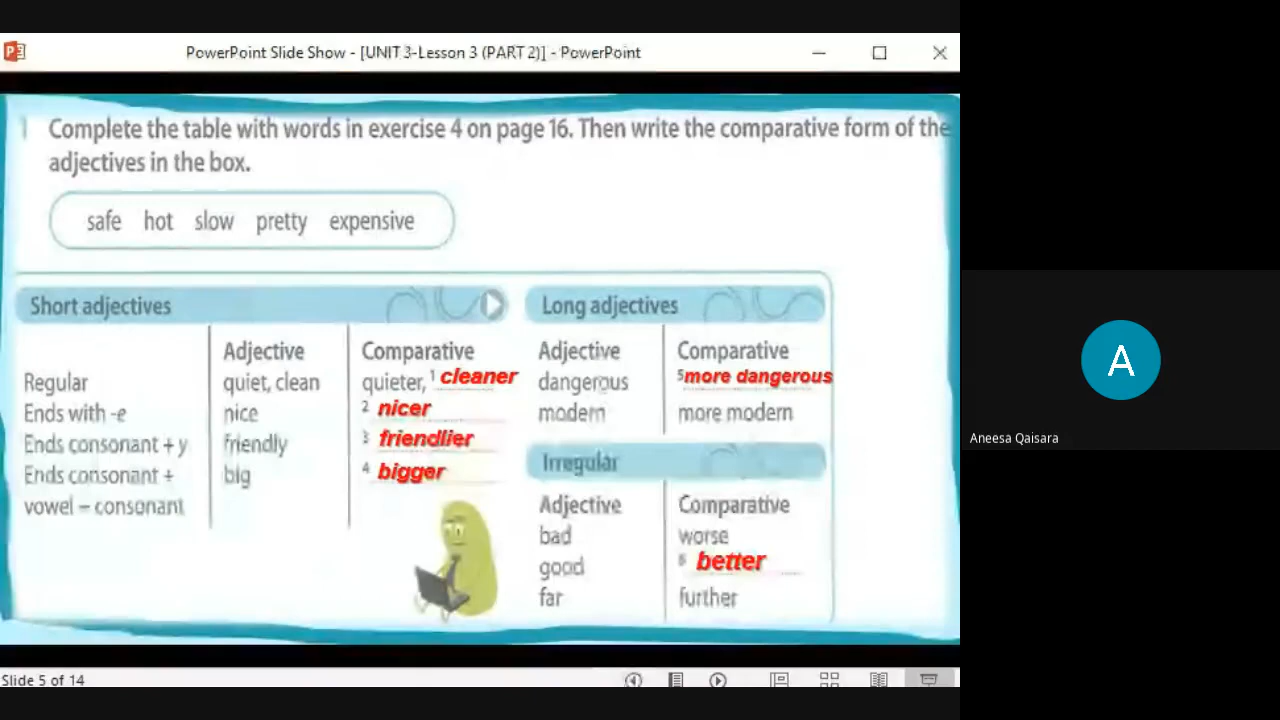 PowerPoint Slide Show - [UNIT 3-Lesson 3 (PART 2)] - PowerPoint
1 Complete the table with words in exercise 4 on page 16. Then write the comparative form of the
adjectives in the box.
safe hot slow pretty expensive
Short adjectives
Adjective Comparative
Regular quiet, clean quieter, 1 cleaner
Ends with -e nice 2 nicer
Ends consonant + y friendly 3 friendlier
Ends consonant + big 4 bigger
vowel – consonant
Long adjectives
Adjective Comparative
dangerous 5 more dangerous
modern more modern
Irregular
Adjective Comparative
bad worse
good 6 better
far further
A
Aneesa Qaisara
Slide 5 of 14